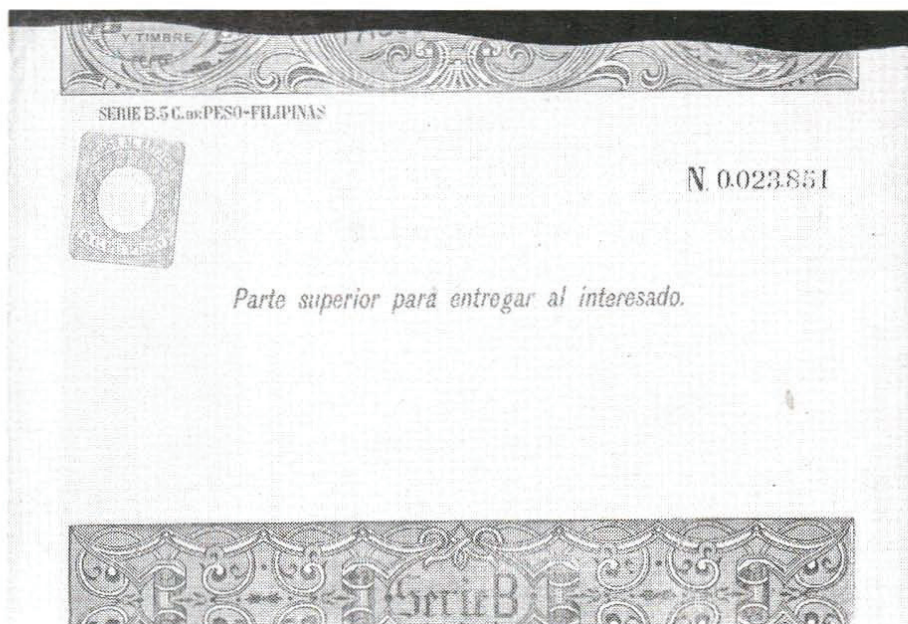 Y TIMBRE
SERIE B.5 C. DE PESO-FILIPINAS
N. 0.023.851
Parte superior para entregar al interesado.
Serie B